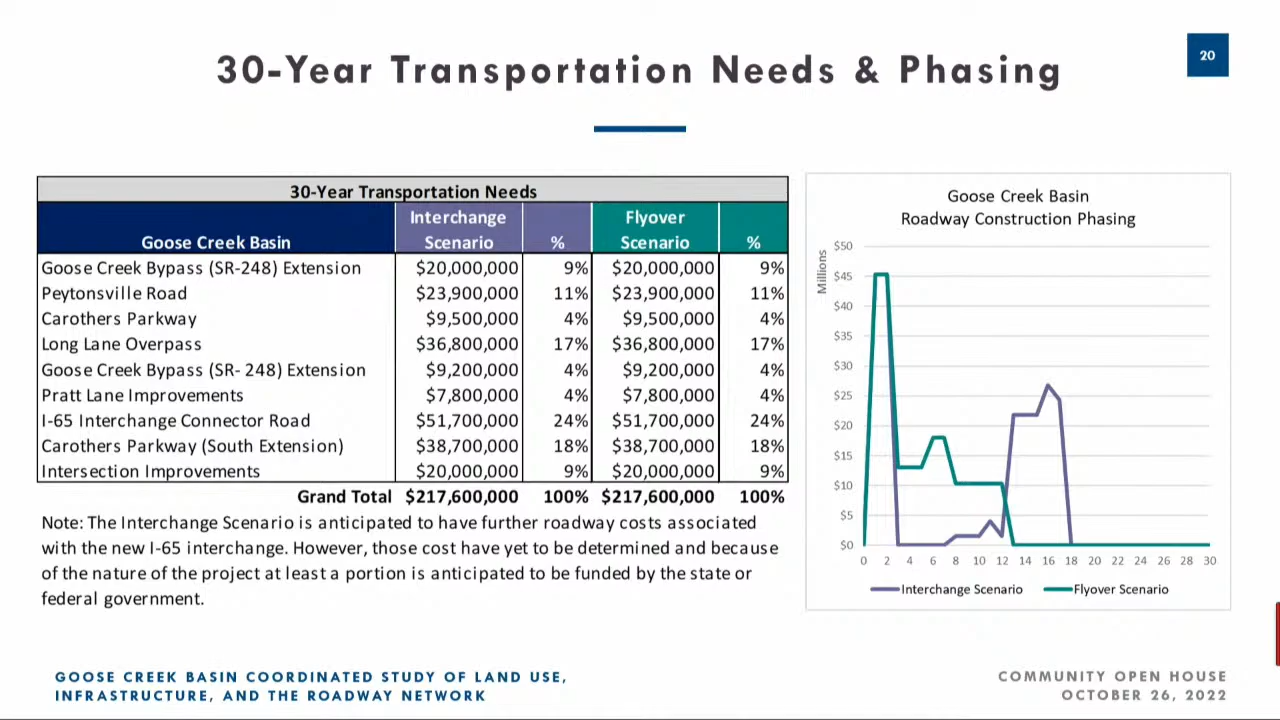 30-Year Transportation Needs & Phasing
20
30-Year Transportation Needs
Goose Creek Basin | Interchange Scenario | % | Flyover Scenario | %
Goose Creek Bypass (SR-248) Extension $20,000,000 9% $20,000,000 9%
Peytonsville Road $23,900,000 11% $23,900,000 11%
Carothers Parkway $9,500,000 4% $9,500,000 4%
Long Lane Overpass $36,800,000 17% $36,800,000 17%
Goose Creek Bypass (SR- 248) Extension $9,200,000 4% $9,200,000 4%
Pratt Lane Improvements $7,800,000 4% $7,800,000 4%
I-65 Interchange Connector Road $51,700,000 24% $51,700,000 24%
Carothers Parkway (South Extension) $38,700,000 18% $38,700,000 18%
Intersection Improvements $20,000,000 9% $20,000,000 9%
Grand Total $217,600,000 100% $217,600,000 100%
Note: The Interchange Scenario is anticipated to have further roadway costs associated
with the new I-65 interchange. However, those cost have yet to be determined and because
of the nature of the project at least a portion is anticipated to be funded by the state or
federal government.
Goose Creek Basin
Roadway Construction Phasing
Millions
$50
$45
$40
$35
$30
$25
$20
$15
$10
$5
$0
0 2 4 6 8 10 12 14 16 18 20 22 24 26 28 30
Interchange Scenario Flyover Scenario
GOOSE CREEK BASIN COORDINATED STUDY OF LAND USE,
INFRASTRUCTURE, AND THE ROADWAY NETWORK
COMMUNITY OPEN HOUSE
OCTOBER 26, 2022